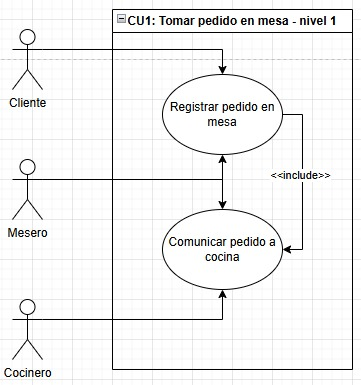 CU1: Tomar pedido en mesa - nivel 1
Cliente
Registrar pedido en
mesa
<<include>>
Mesero
Comunicar pedido a
cocina
Cocinero